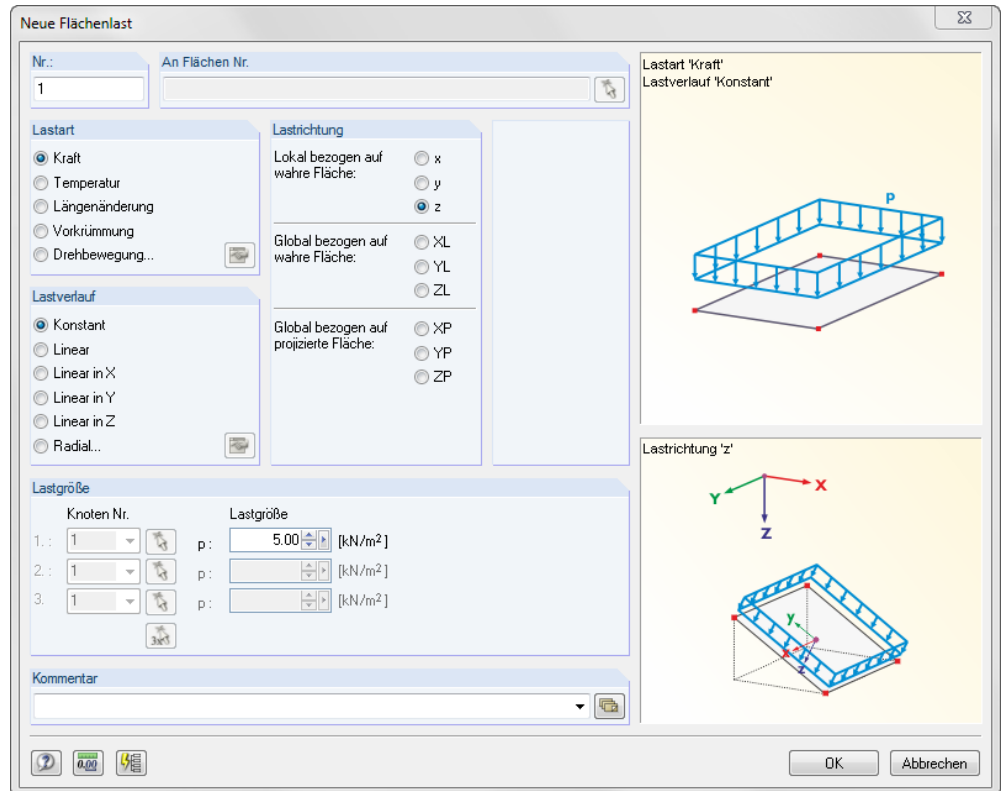 Neue Flächenlast
Nr.:
1
An Flächen Nr.
Lastart
Kraft
Temperatur
Längenänderung
Vorkrümmung
Drehbewegung...
Lastrichtung
Lokal bezogen auf
wahre Fläche:
x
y
z
Global bezogen auf
wahre Fläche:
XL
YL
ZL
Global bezogen auf
projizierte Fläche:
XP
YP
ZP
Lastverlauf
Konstant
Linear
Linear in X
Linear in Y
Linear in Z
Radial...
Lastgröße
Knoten Nr. Lastgröße
1. : 1 p : 5.00 [kN/m²]
2. : 1 p : [kN/m²]
3. 1 p : [kN/m²]
3x
Kommentar
Lastart 'Kraft'
Lastverlauf 'Konstant'
P
Lastrichtung 'z'
Y X
Z
y
x
z
0.00
OK Abbrechen